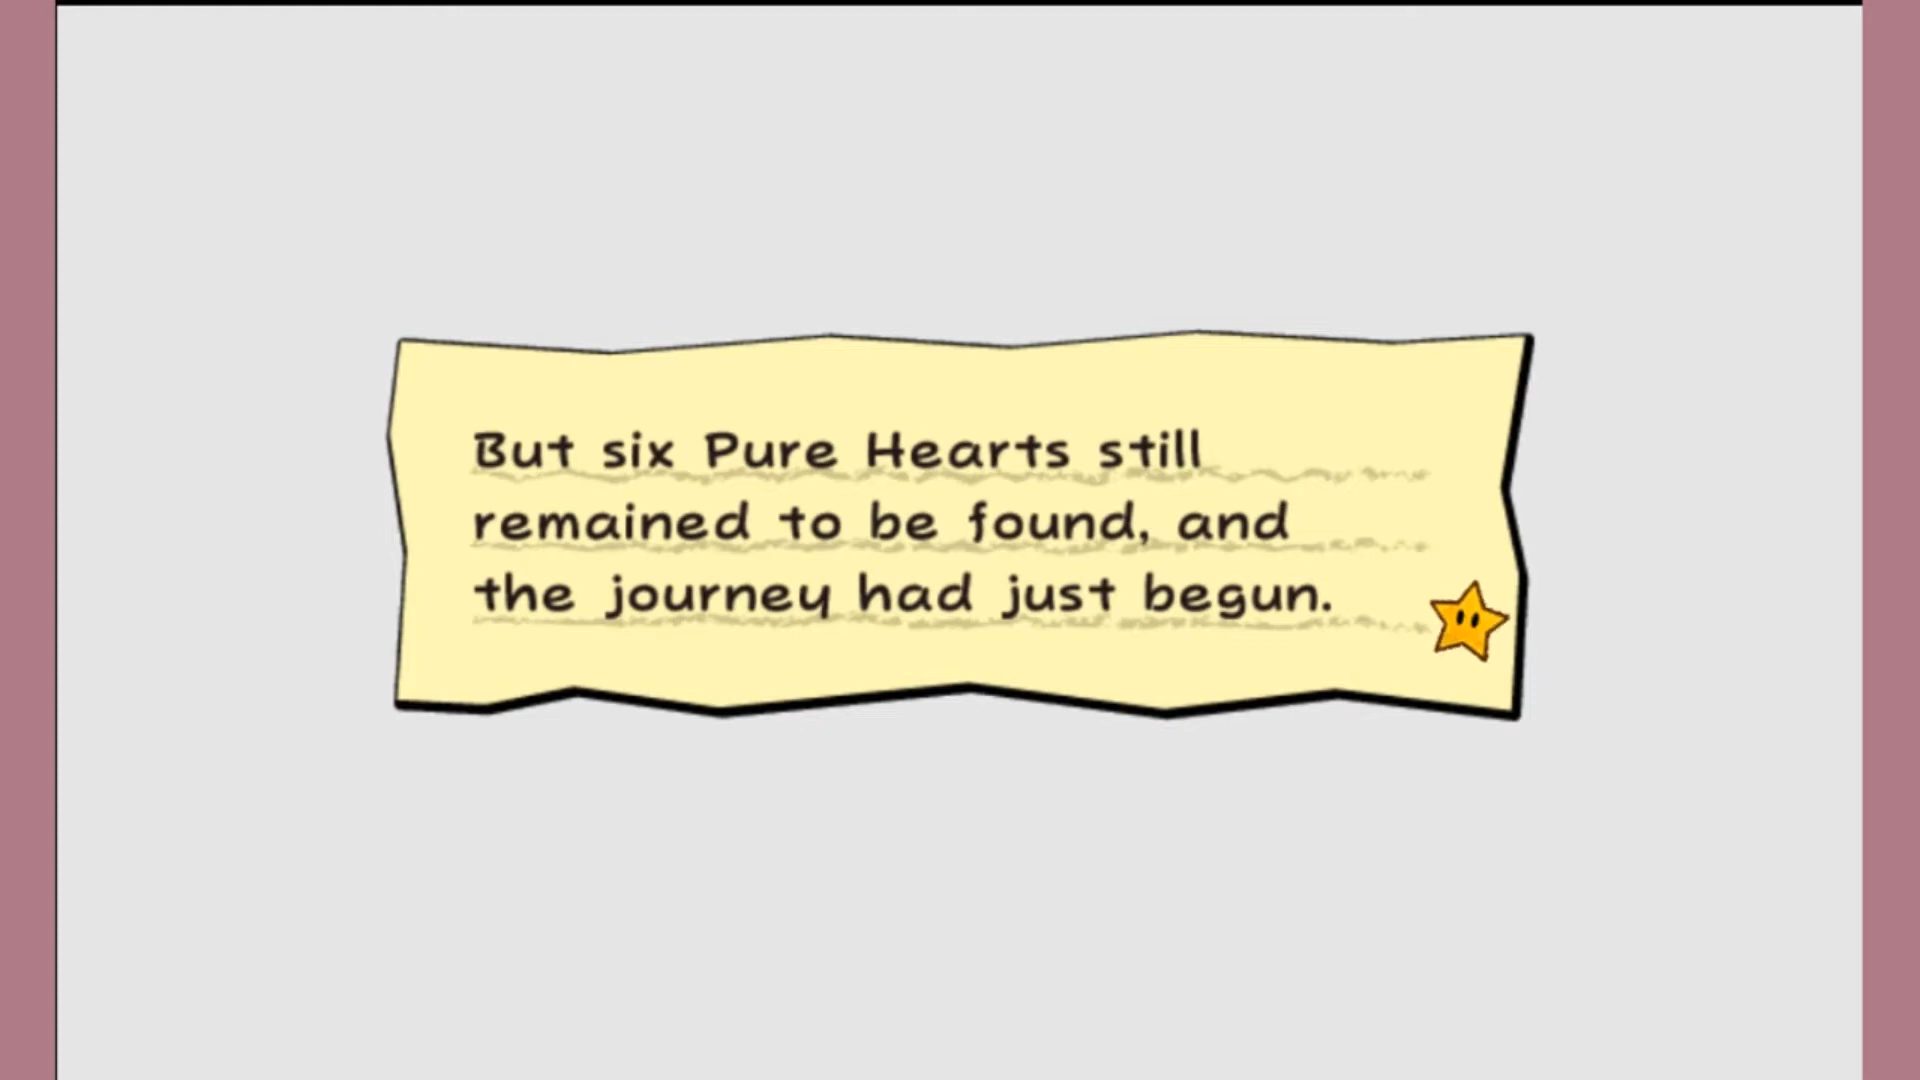 But six Pure Hearts still
remained to be found, and
the journey had just begun.